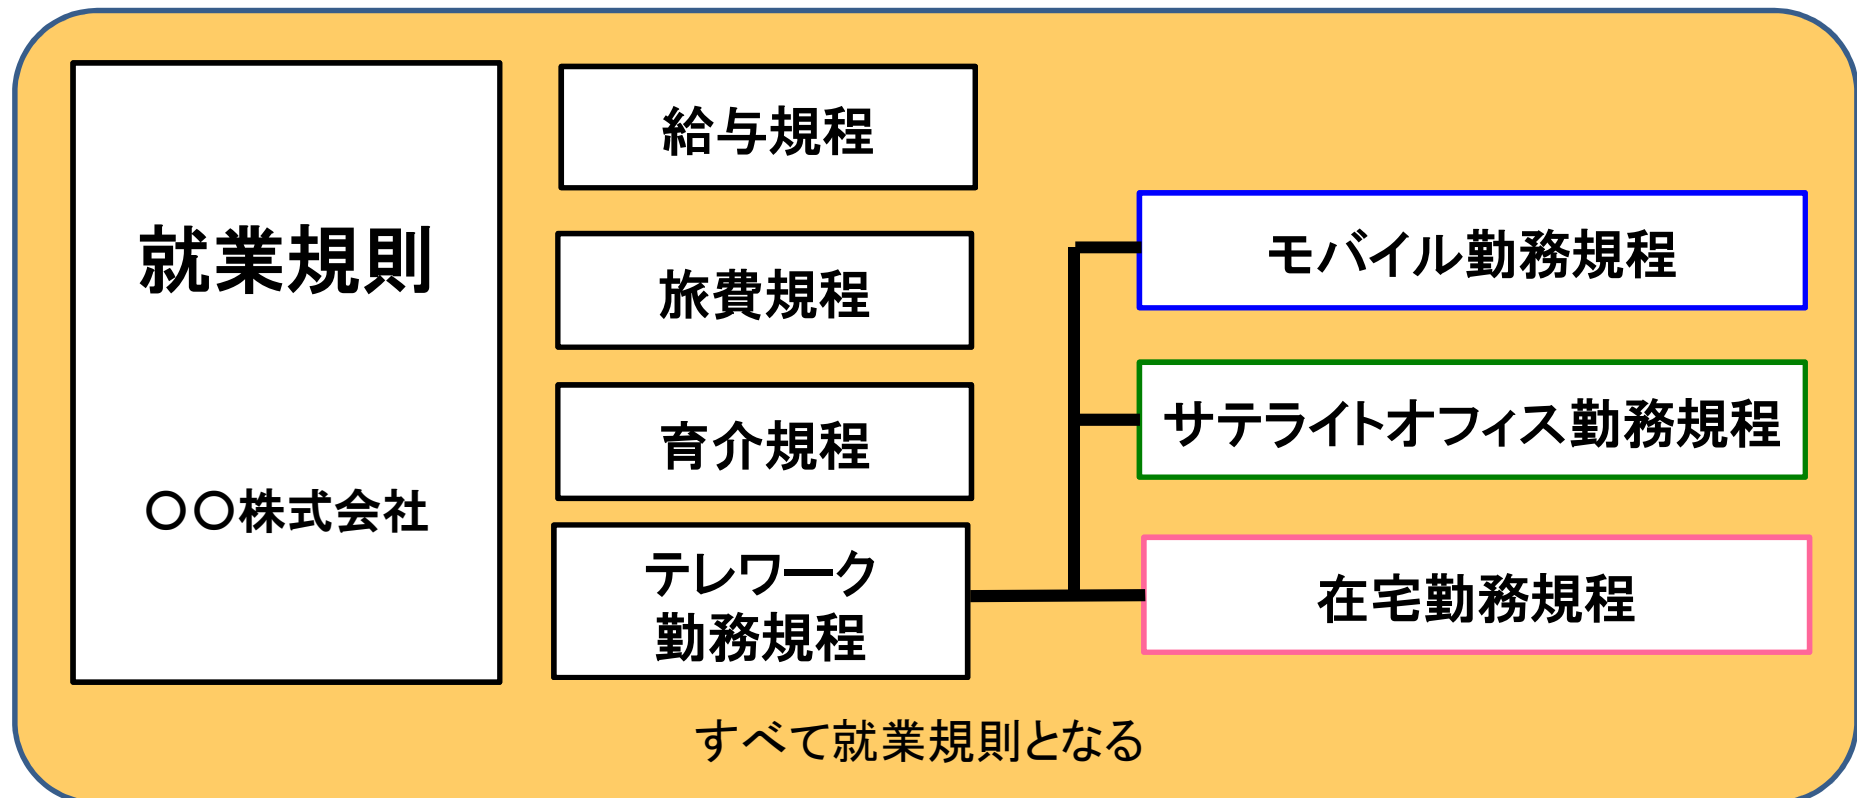 就業規則
〇〇株式会社
給与規程
旅費規程
育介規程
テレワーク
勤務規程
モバイル勤務規程
サテライトオフィス勤務規程
在宅勤務規程
すべて就業規則となる